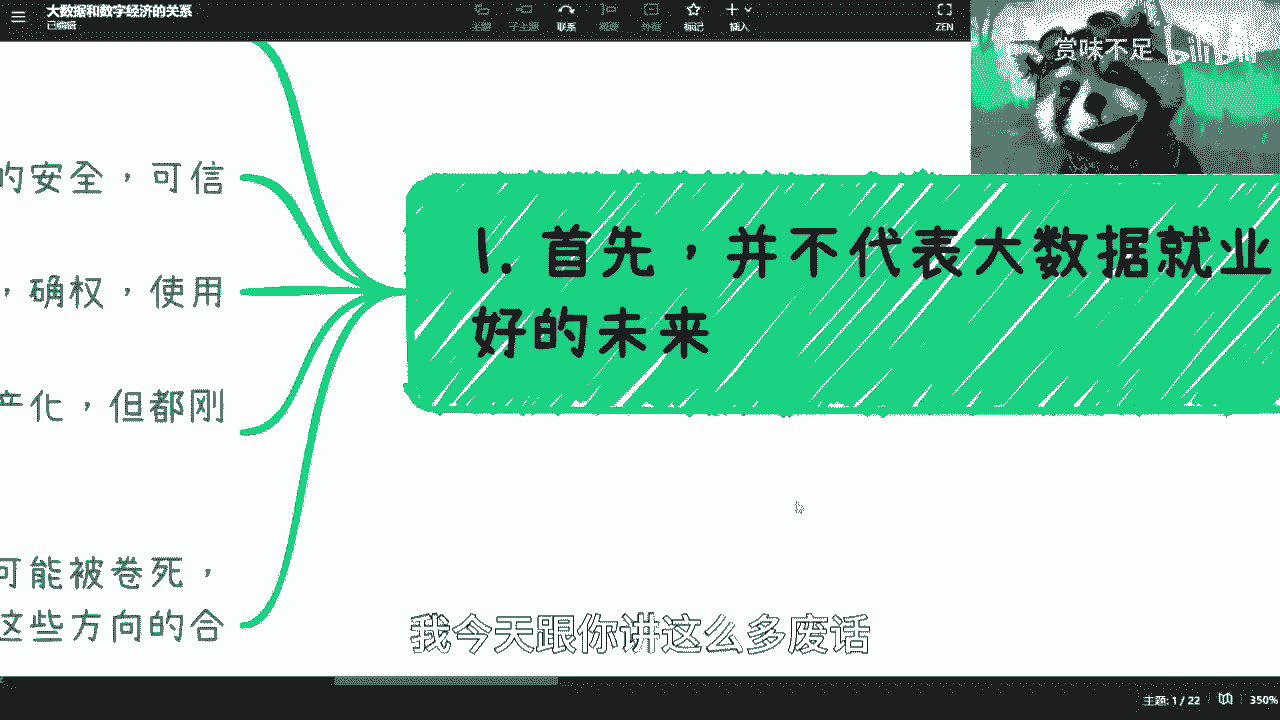 大数据和数字经济的关系
已编辑
主题
子主题
联系
概要
外框
标记
插入
ZEN
赏味不足
bilibili
的安全，可信
，确权，使用
产化，但都刚
可能被卷死，
这些方向的合
1. 首先，并不代表大数据就业
好的未来
我今天跟你讲这么多废话
主题: 1 / 22
350%